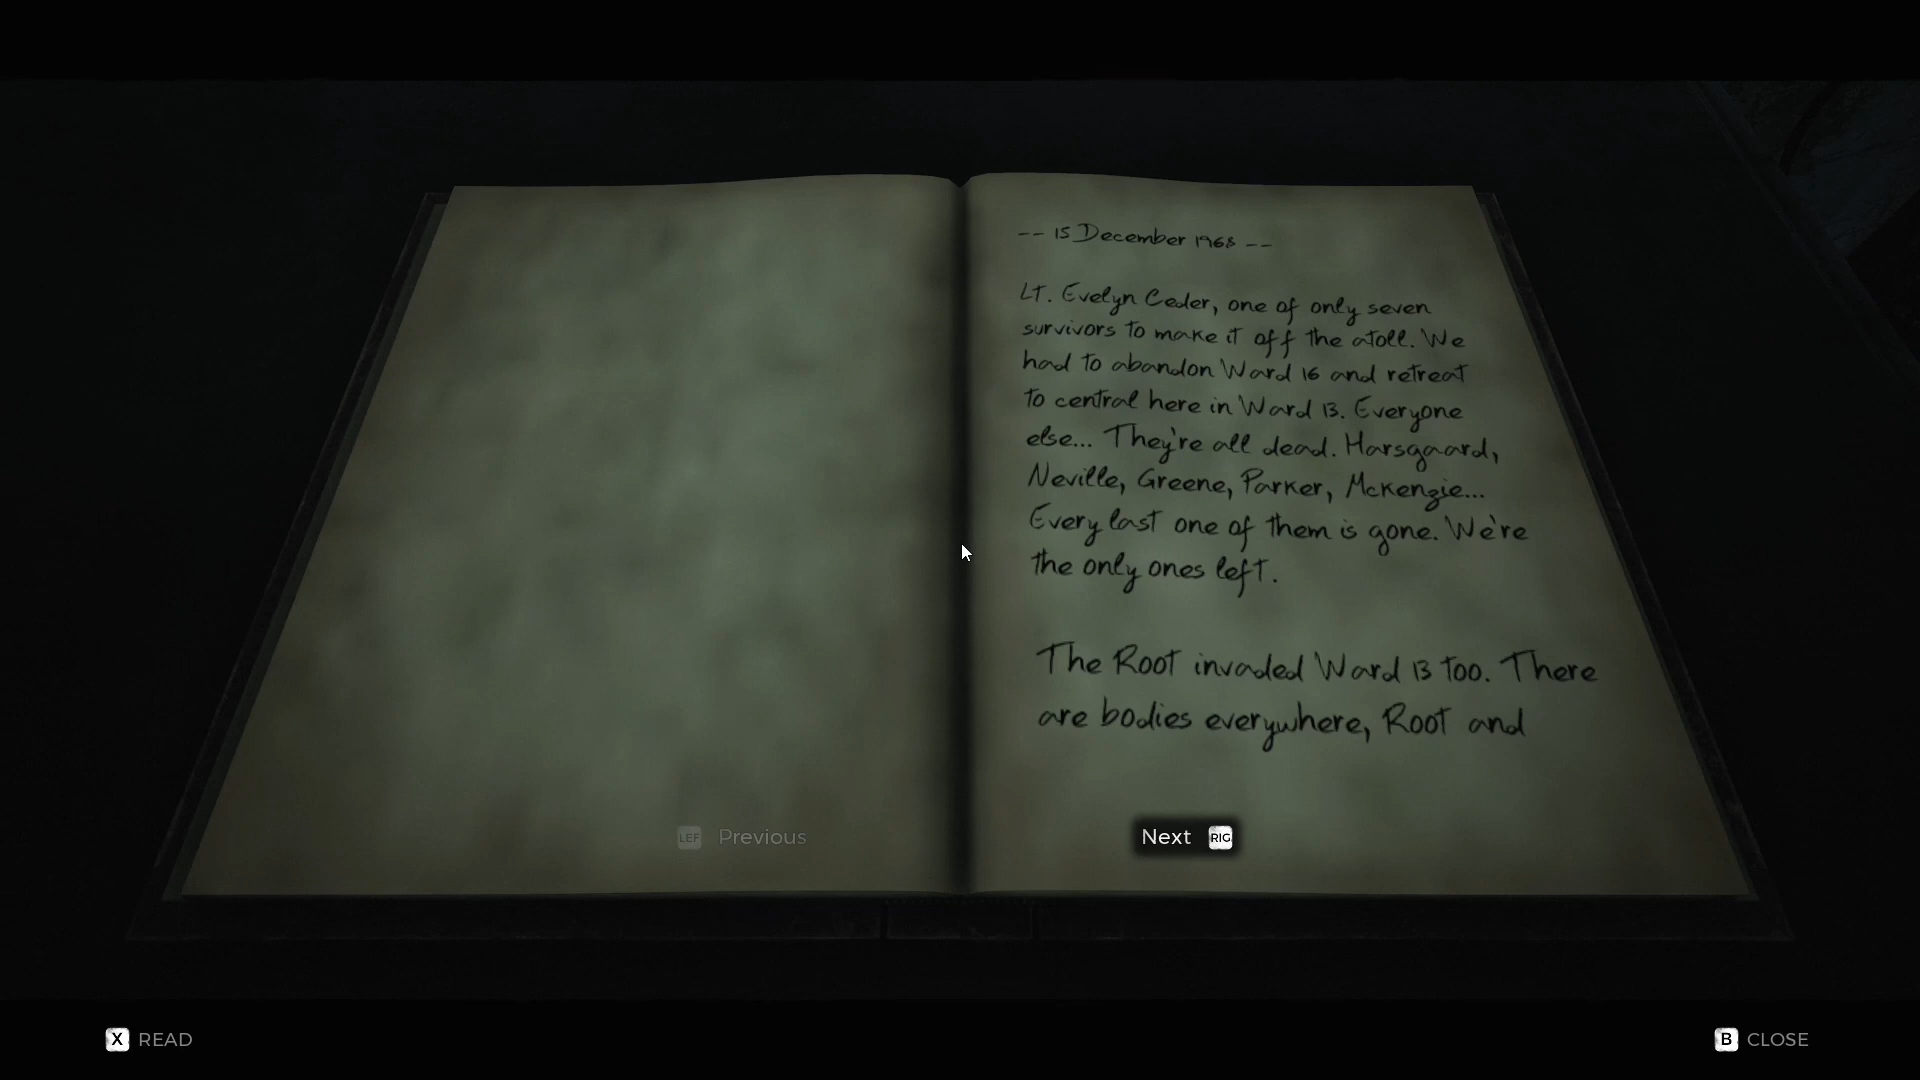 -- 15 December 1968 --
Lt. Evelyn Ceder, one of only seven
survivors to make it off the atoll. We
had to abandon Ward 16 and retreat
to central here in Ward 13. Everyone
else... They're all dead. Harsgaard,
Neville, Greene, Parker, McKenzie...
Every last one of them is gone. We're
the only ones left.
The Root invaded Ward 13 too. There
are bodies everywhere, Root and
LEF Previous
Next RIG
X READ
B CLOSE